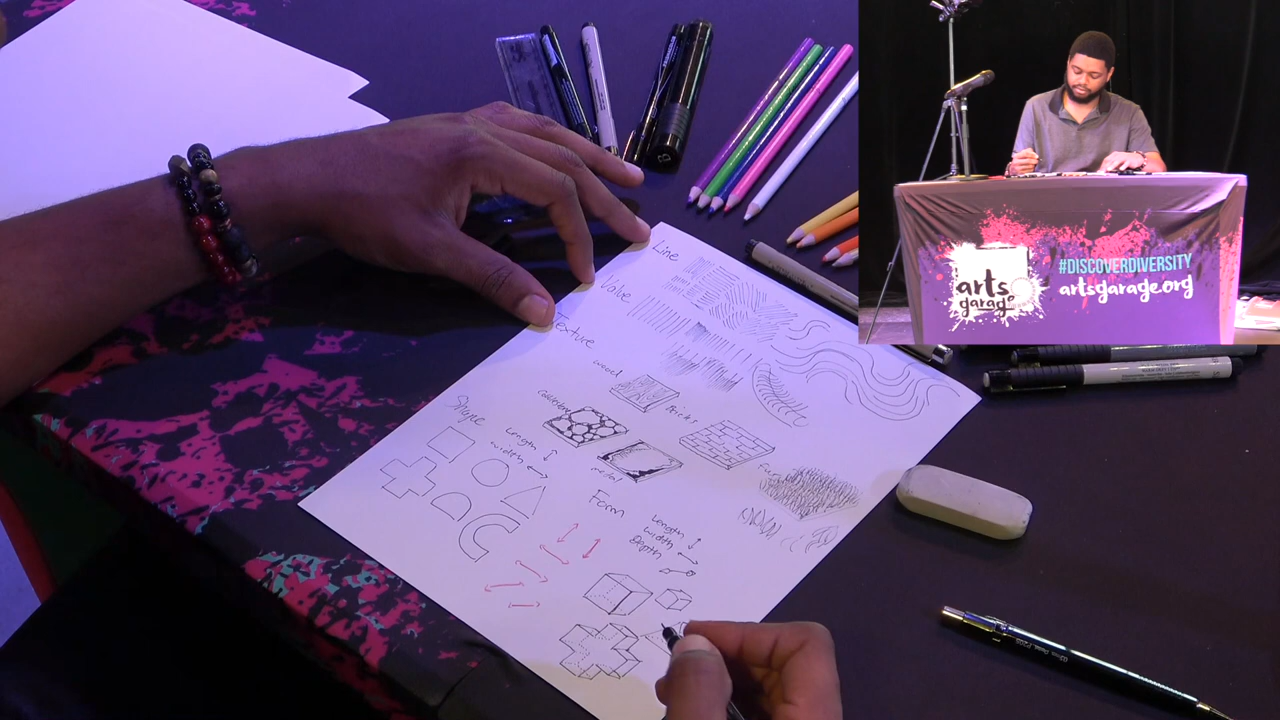 Line
Value
Texture
wood
Cobblestone
Bricks
metal
Fur
Shape
Length
width
Form
Length
width
Depth
#DISCOVERDIVERSITY
artsgarage.org
arts
garage